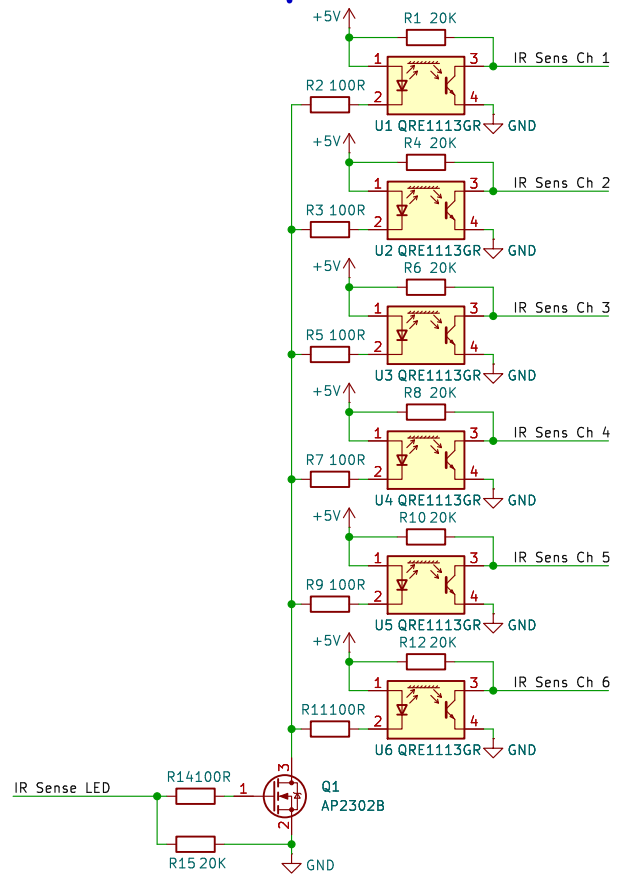 +5V R1 20K
1 3 IR Sens Ch 1
R2 100R 2 4
U1 QRE1113GR GND
+5V R4 20K
1 3 IR Sens Ch 2
R3 100R 2 4
U2 QRE1113GR GND
+5V R6 20K
1 3 IR Sens Ch 3
R5 100R 2 4
U3 QRE1113GR GND
+5V R8 20K
1 3 IR Sens Ch 4
R7 100R 2 4
U4 QRE1113GR GND
+5V R10 20K
1 3 IR Sens Ch 5
R9 100R 2 4
U5 QRE1113GR GND
+5V R12 20K
1 3 IR Sens Ch 6
R11 100R 2 4
U6 QRE1113GR GND
3
IR Sense LED R14 100R 1 Q1
AP2302B
2
R15 20K GND